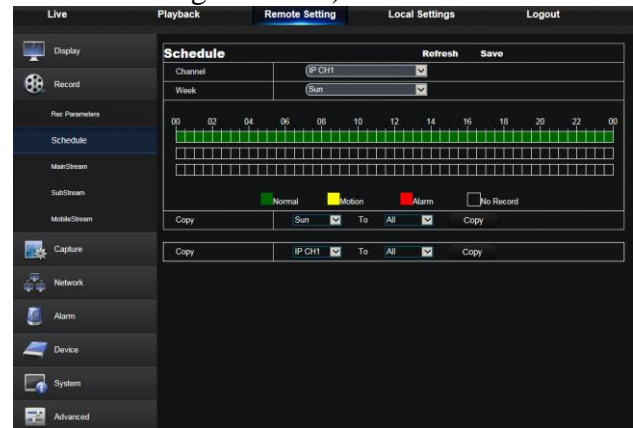 Live Playback Remote Setting Local Settings Logout
Display
Record
Rec Parameters
Schedule
MainStream
SubStream
MobileStream
Capture
Network
Alarm
Device
System
Advanced
Schedule Refresh Save
Channel IP CH1
Week Sun
00 02 04 06 08 10 12 14 16 18 20 22 00
Normal Motion Alarm No Record
Copy Sun To All Copy
Copy IP CH1 To All Copy